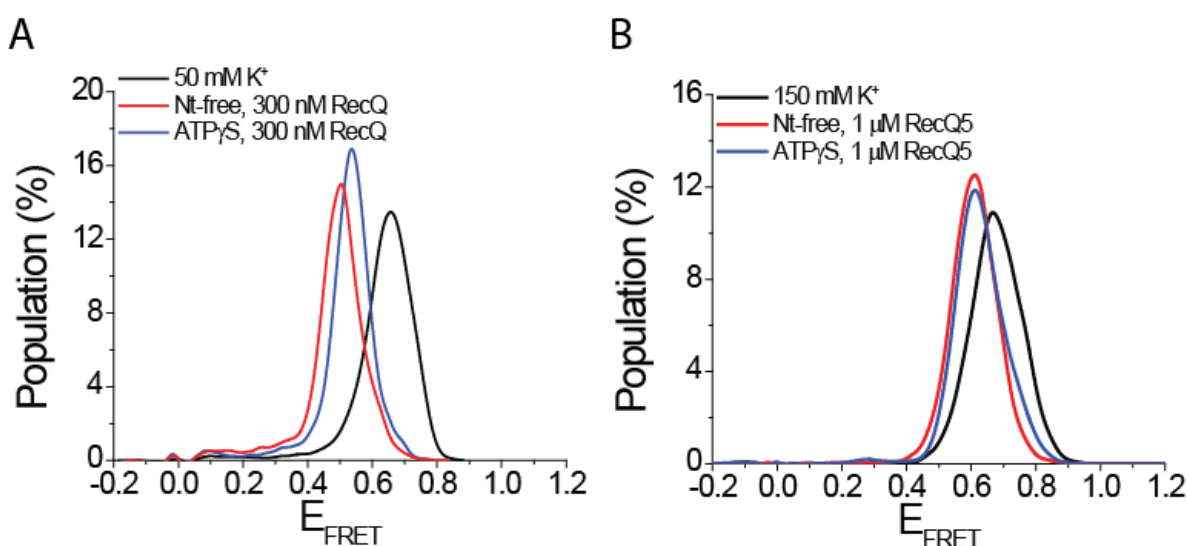 A
50 mM K⁺
Nt-free, 300 nM RecQ
ATPγS, 300 nM RecQ
Population (%)
20
16
12
8
4
0
-0.2 0.0 0.2 0.4 0.6 0.8 1.0 1.2
E_FRET
B
150 mM K⁺
Nt-free, 1 µM RecQ5
ATPγS, 1 µM RecQ5
Population (%)
16
12
8
4
0
-0.2 0.0 0.2 0.4 0.6 0.8 1.0 1.2
E_FRET